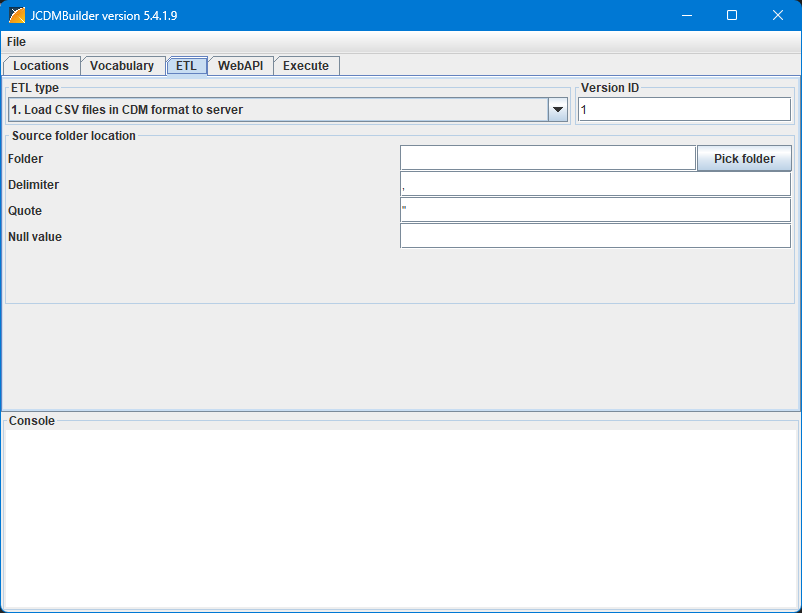 JCDMBuilder version 5.4.1.9
File
Locations Vocabulary ETL WebAPI Execute
ETL type Version ID
1. Load CSV files in CDM format to server 1
Source folder location
Folder Pick folder
Delimiter ,
Quote "
Null value
Console